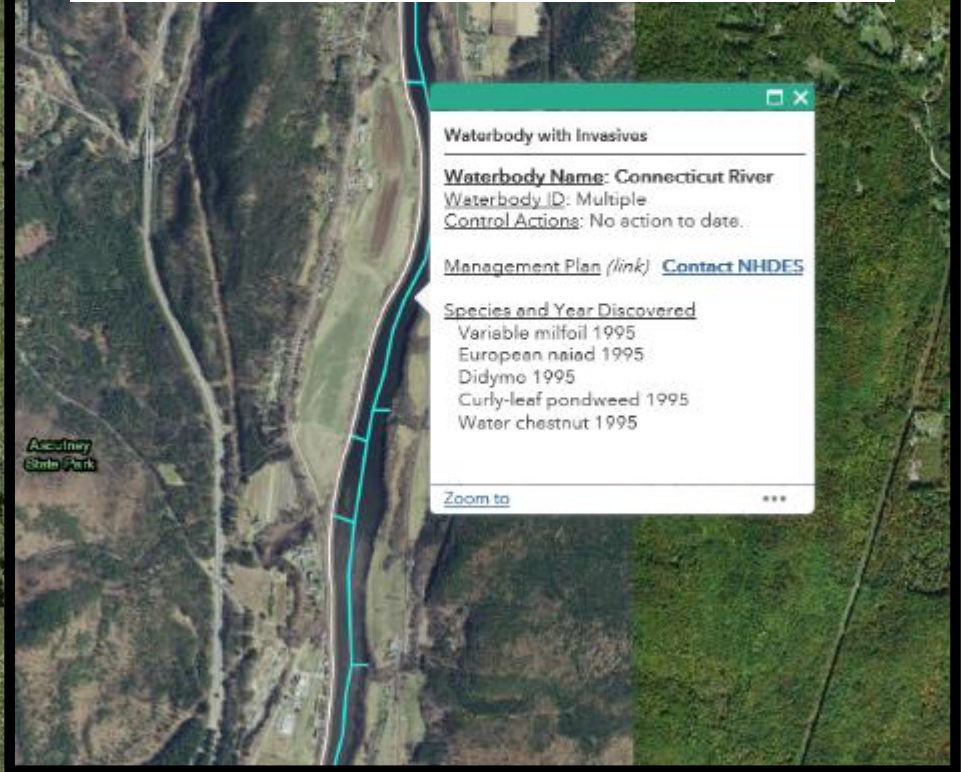 Waterbody with Invasives
Waterbody Name: Connecticut River
Waterbody ID: Multiple
Control Actions: No action to date.
Management Plan (link) Contact NHDES
Species and Year Discovered
Variable milfoil 1995
European naiad 1995
Didymo 1995
Curly-leaf pondweed 1995
Water chestnut 1995
Zoom to
Ascutney
State Park